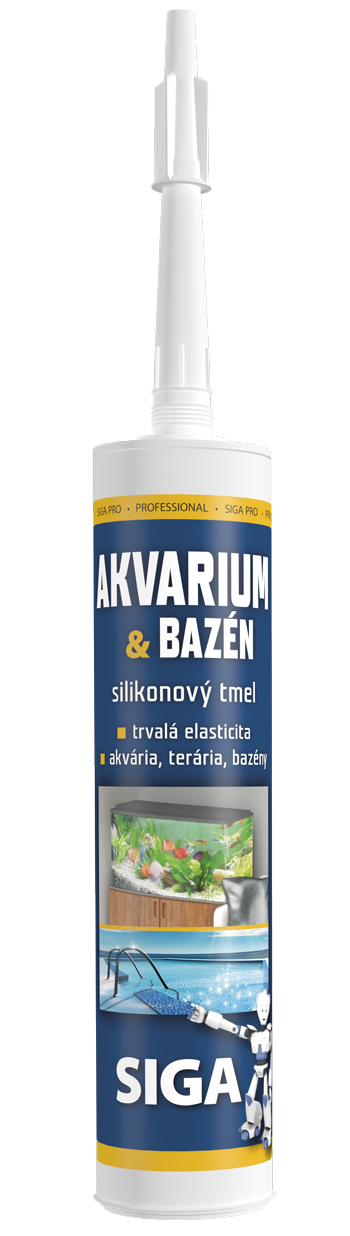 SIGA PRO • PROFESSIONAL • SIGA PRO •
AKVARIUM
& BAZÉN
silikonový tmel
trvalá elasticita
akvária, terária, bazény
SIGA